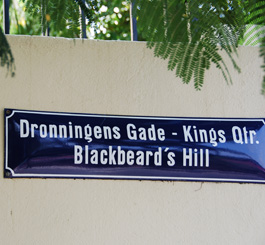 Dronningens Gade - Kings Qtr.
Blackbeard's Hill